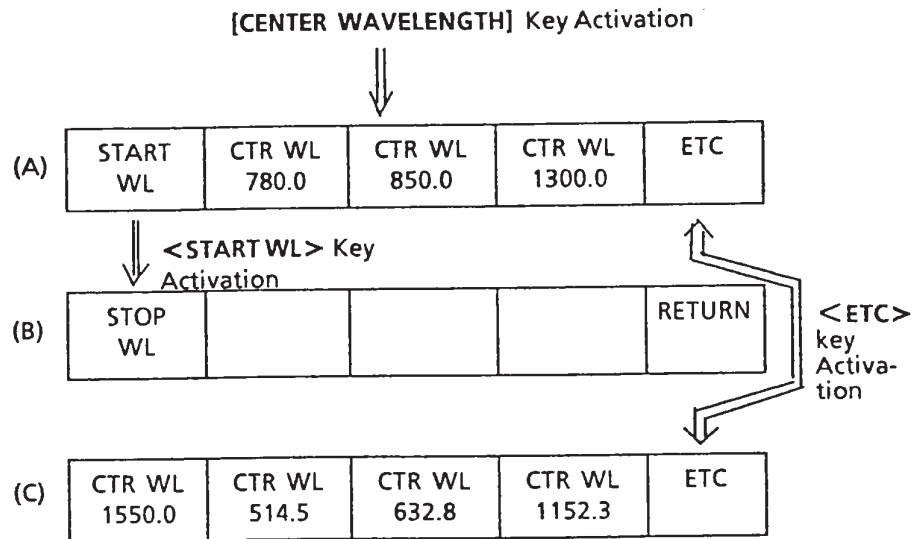 [CENTER WAVELENGTH] Key Activation
(A)
START
WL
CTR WL
780.0
CTR WL
850.0
CTR WL
1300.0
ETC
<START WL> Key
Activation
(B)
STOP
WL
RETURN
<ETC>
key
Activa-
tion
(C)
CTR WL
1550.0
CTR WL
514.5
CTR WL
632.8
CTR WL
1152.3
ETC